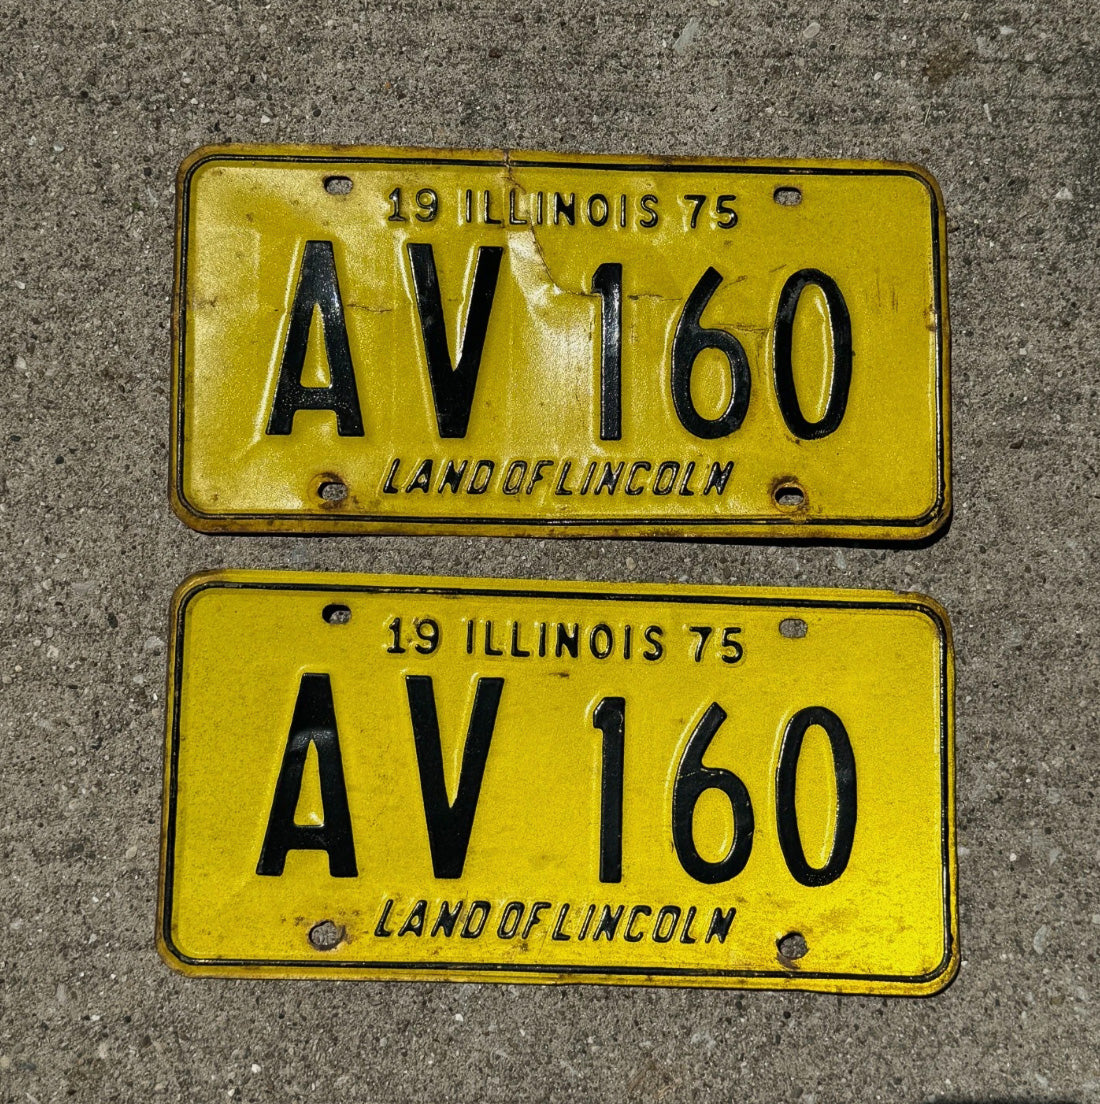 19 ILLINOIS 75
AV 160
LAND OF LINCOLN
19 ILLINOIS 75
AV 160
LAND OF LINCOLN